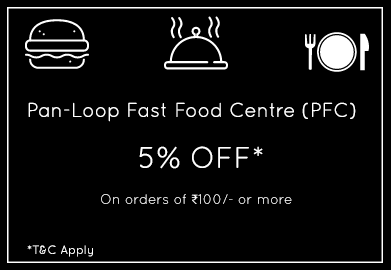 Pan-Loop Fast Food Centre (PFC)
5% OFF*
On orders of ₹100/- or more
*T&C Apply